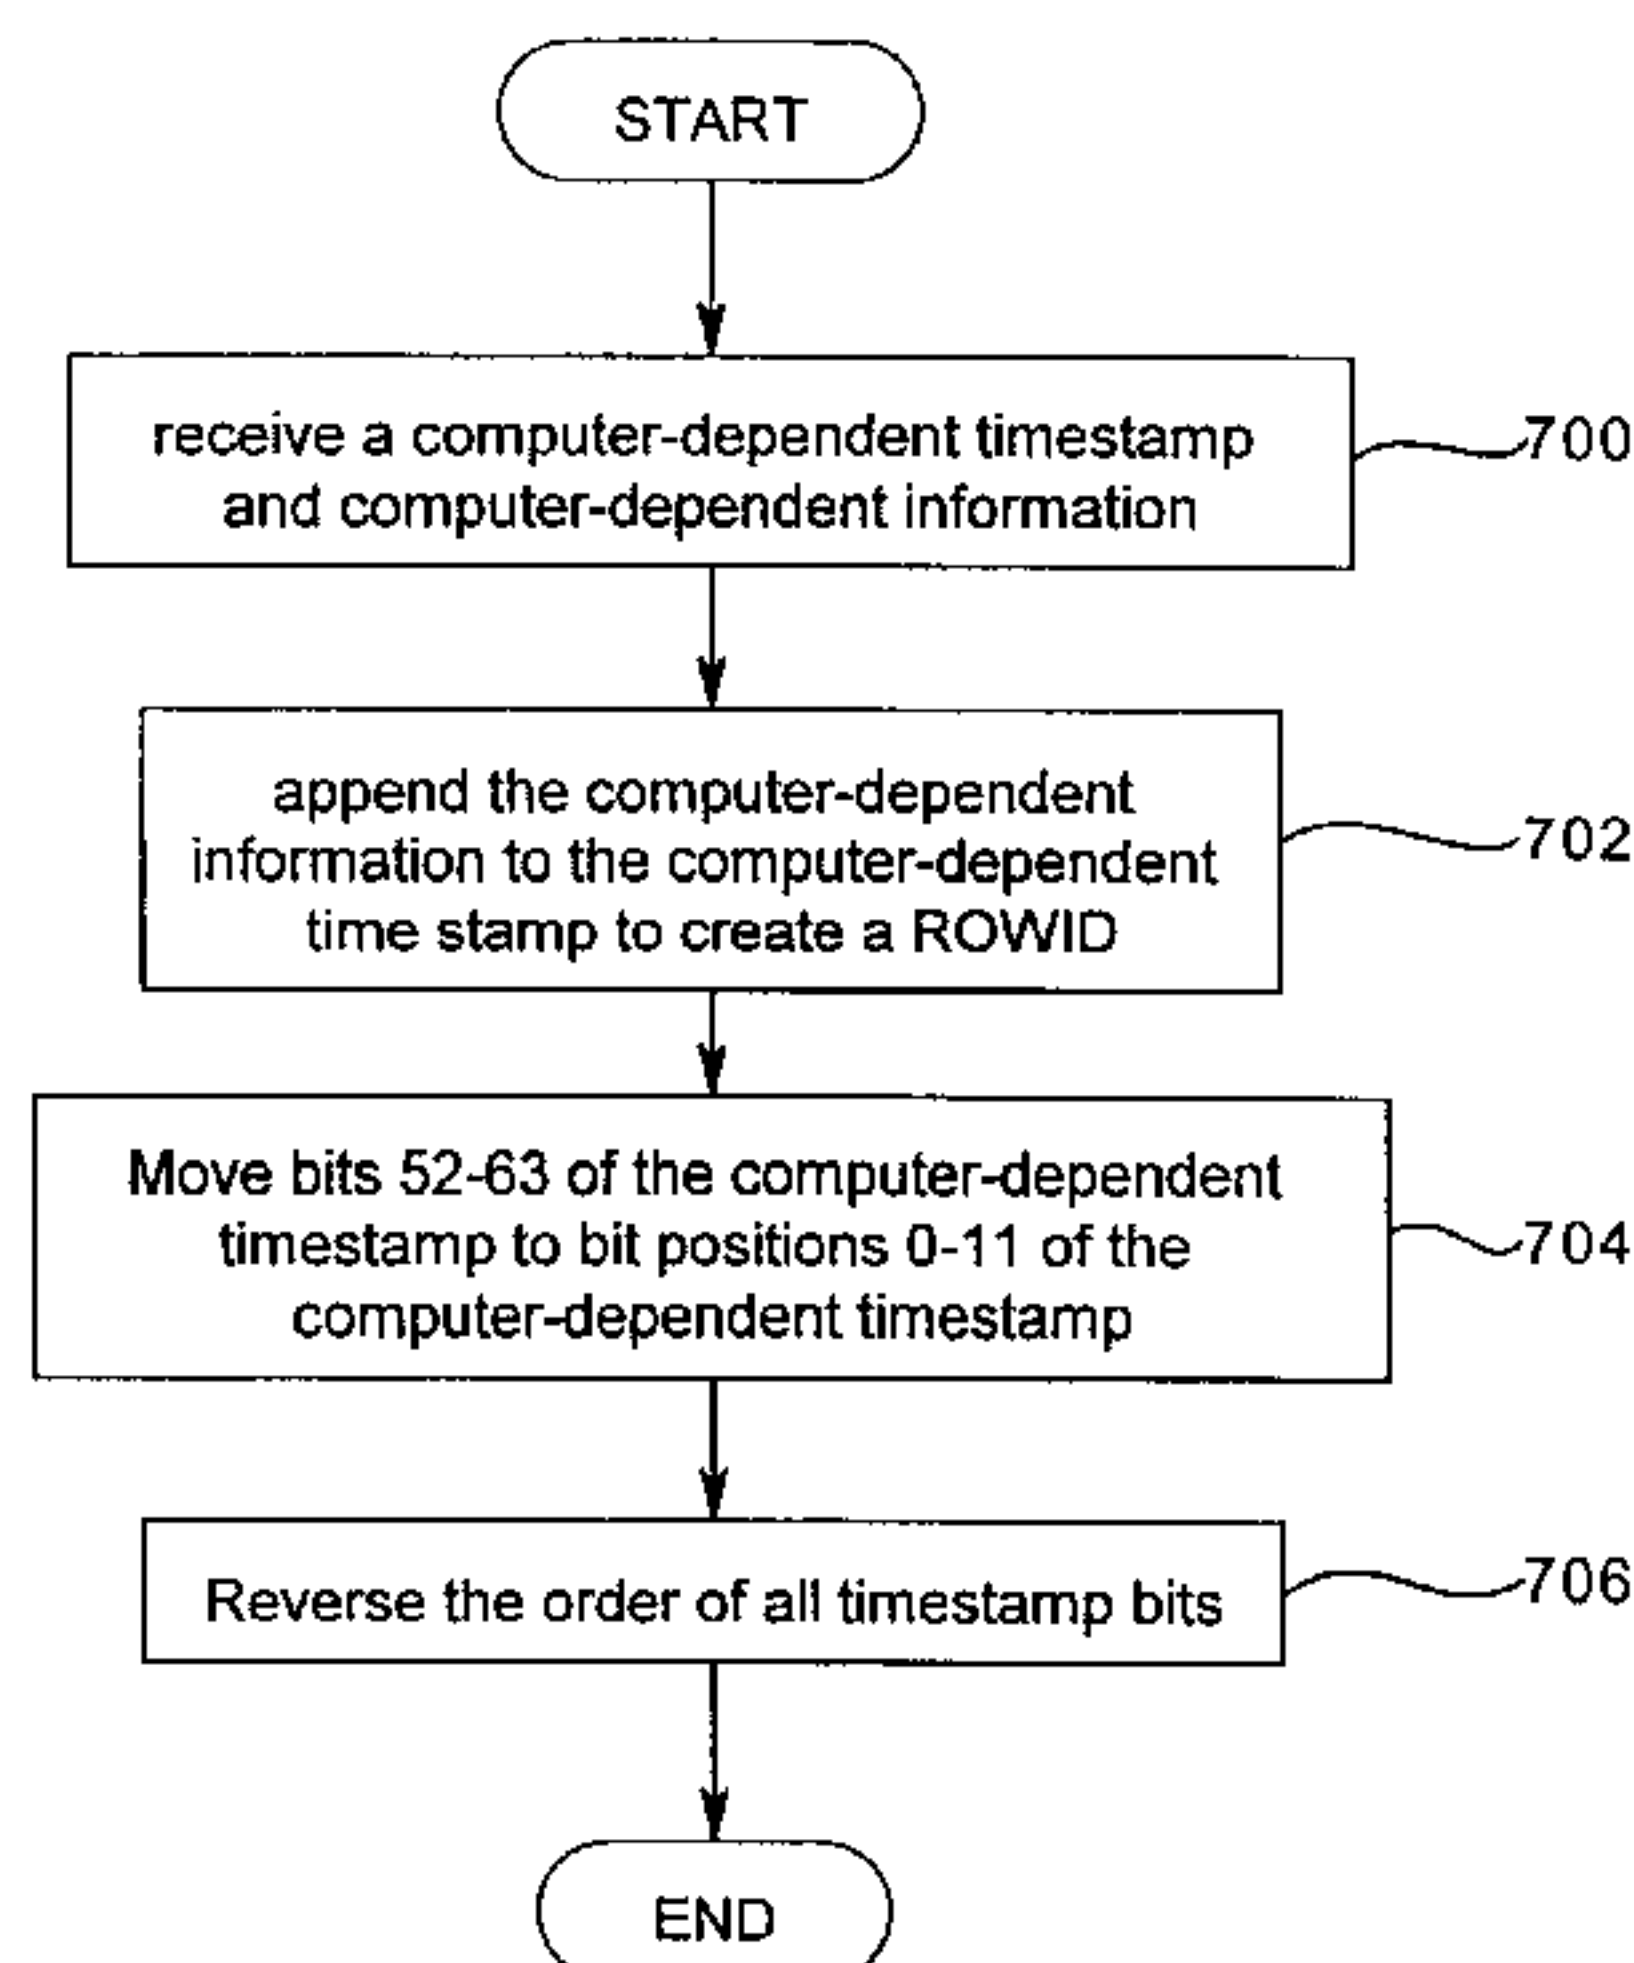 START
receive a computer-dependent timestamp
and computer-dependent information
700
append the computer-dependent
information to the computer-dependent
time stamp to create a ROWID
702
Move bits 52-63 of the computer-dependent
timestamp to bit positions 0-11 of the
computer-dependent timestamp
704
Reverse the order of all timestamp bits
706
END